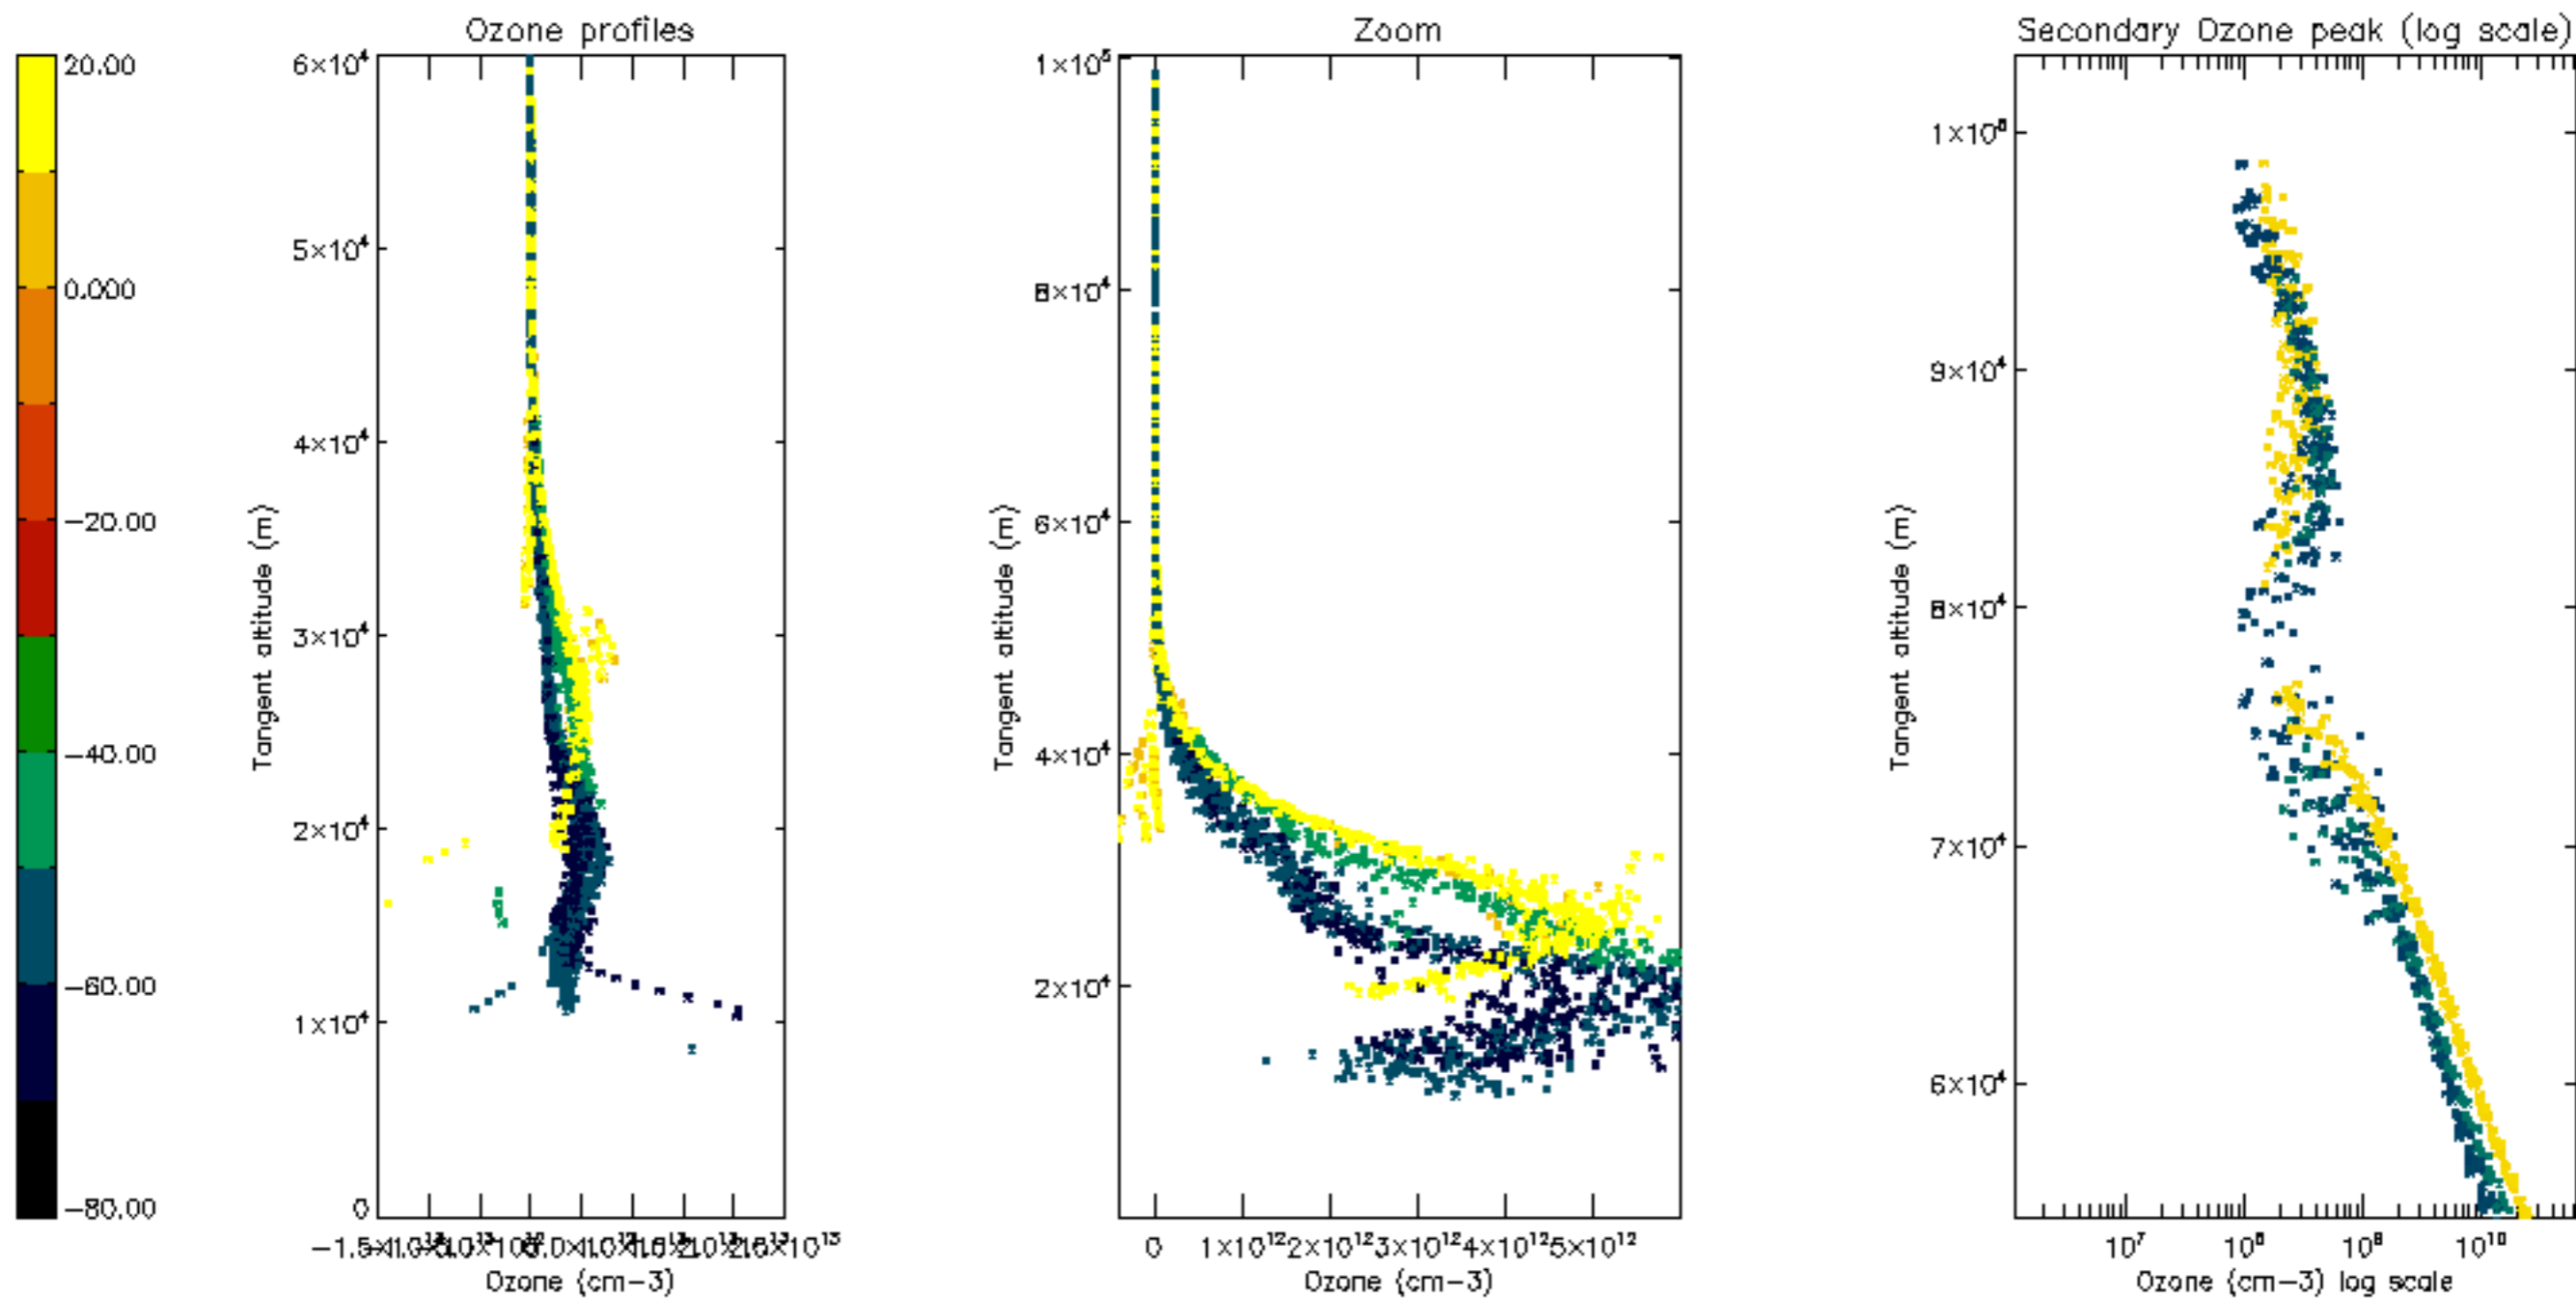 Ozone profiles
Zoom
Secondary Ozone peak (log scale)
20.00
0.000
−20.00
−40.00
−60.00
−80.00
6×10⁴
5×10⁴
4×10⁴
3×10⁴
2×10⁴
1×10⁴
0
Tangent altitude (m)
Ozone (cm−3)
1×10⁵
8×10⁴
6×10⁴
4×10⁴
2×10⁴
Tangent altitude (m)
0 1×10¹² 2×10¹² 3×10¹² 4×10¹² 5×10¹²
Ozone (cm−3)
9×10⁴
8×10⁴
7×10⁴
6×10⁴
Tangent altitude (m)
10⁷ 10⁸ 10⁹ 10¹⁰
Ozone (cm−3) log scale